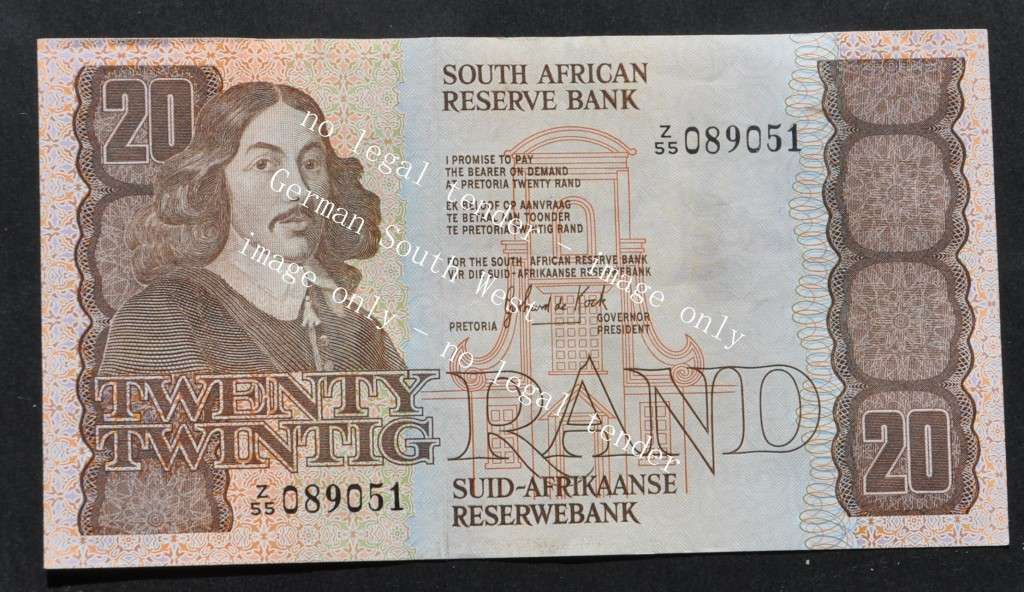 20
SOUTH AFRICAN
RESERVE BANK
Z/55 089051
I PROMISE TO PAY
THE BEARER ON DEMAND
AT PRETORIA TWENTY RAND
EK BELOOF OP AANVRAAG
TE BETAAL AAN TOONDER
TE PRETORIA TWINTIG RAND
FOR THE SOUTH AFRICAN RESERVE BANK
VIR DIE SUID-AFRIKAANSE RESERWEBANK
PRETORIA
GOVERNOR
PRESIDENT
TWENTY
TWINTIG
RAND
20
Z/55 089051
SUID-AFRIKAANSE
RESERWEBANK
no legal tender - image only
German South West
image only - no legal tender